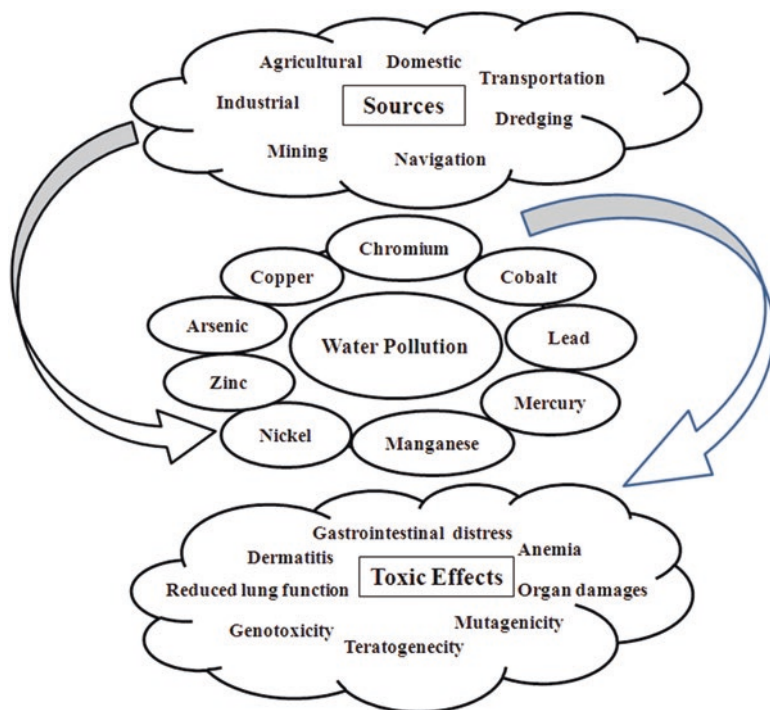 Agricultural Domestic
Transportation
Industrial
Sources
Dredging
Mining
Navigation
Chromium
Copper
Cobalt
Arsenic
Lead
Water Pollution
Zinc
Mercury
Nickel
Manganese
Gastrointestinal distress
Anemia
Dermatitis
Toxic Effects
Reduced lung function
Organ damages
Mutagenicity
Genotoxicity
Teratogenecity